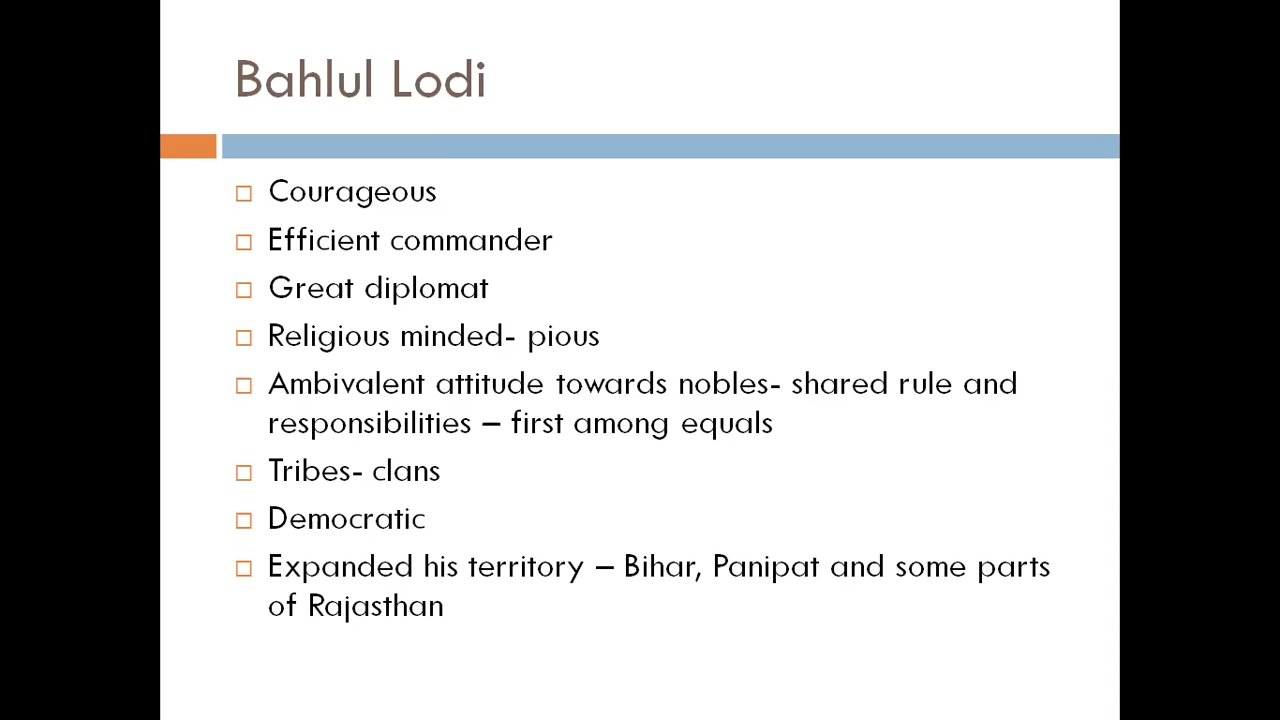 Bahlul Lodi
Courageous
Efficient commander
Great diplomat
Religious minded- pious
Ambivalent attitude towards nobles- shared rule and
responsibilities – first among equals
Tribes- clans
Democratic
Expanded his territory – Bihar, Panipat and some parts
of Rajasthan